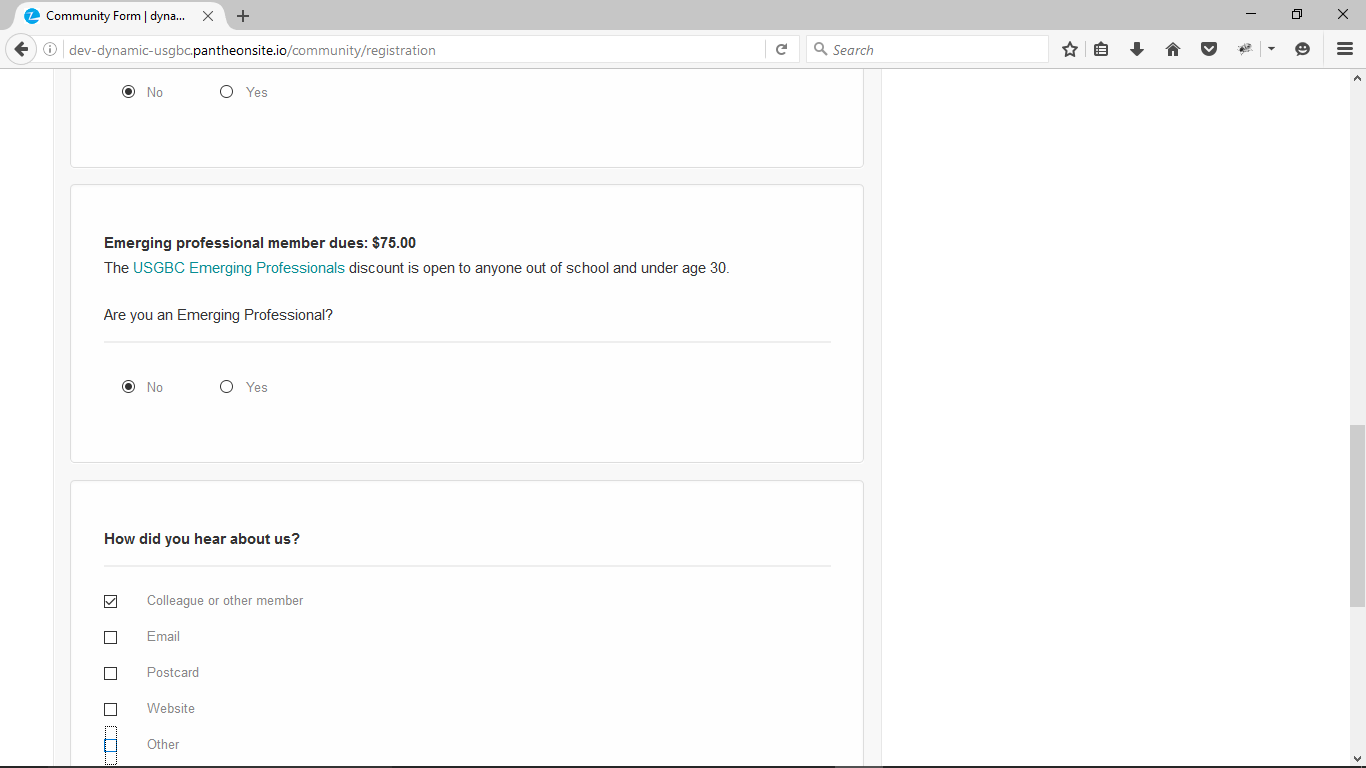 Community Form | dyna...
dev-dynamic-usgbc.pantheonsite.io/community/registration
Search
No Yes
Emerging professional member dues: $75.00
The USGBC Emerging Professionals discount is open to anyone out of school and under age 30.
Are you an Emerging Professional?
No Yes
How did you hear about us?
Colleague or other member
Email
Postcard
Website
Other